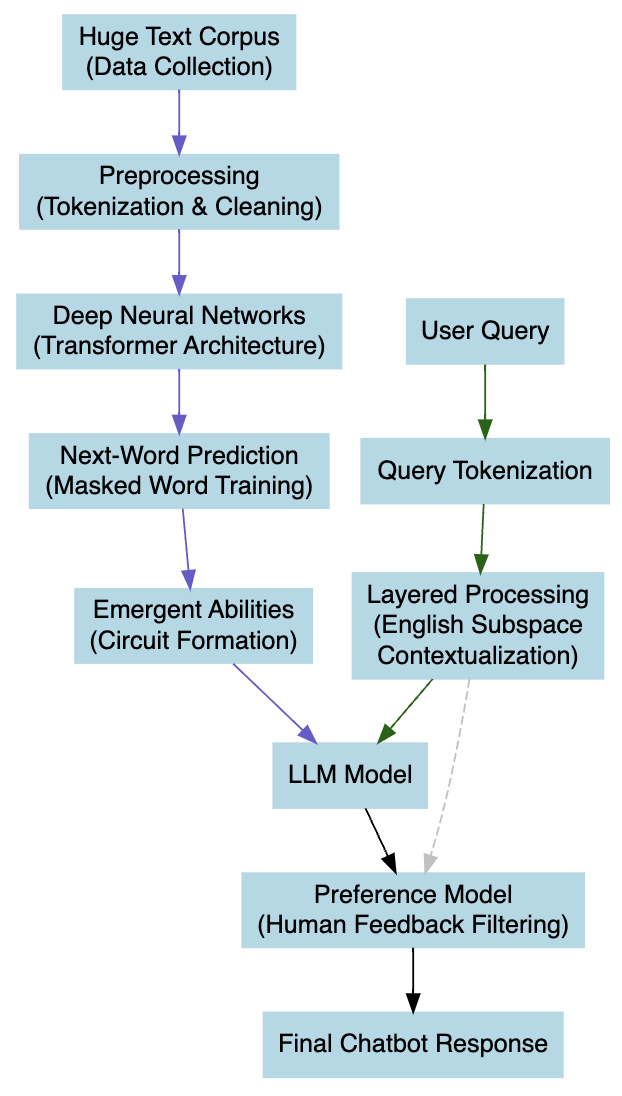 Huge Text Corpus
(Data Collection)
Preprocessing
(Tokenization & Cleaning)
Deep Neural Networks
(Transformer Architecture)
User Query
Next-Word Prediction
(Masked Word Training)
Query Tokenization
Emergent Abilities
(Circuit Formation)
Layered Processing
(English Subspace
Contextualization)
LLM Model
Preference Model
(Human Feedback Filtering)
Final Chatbot Response